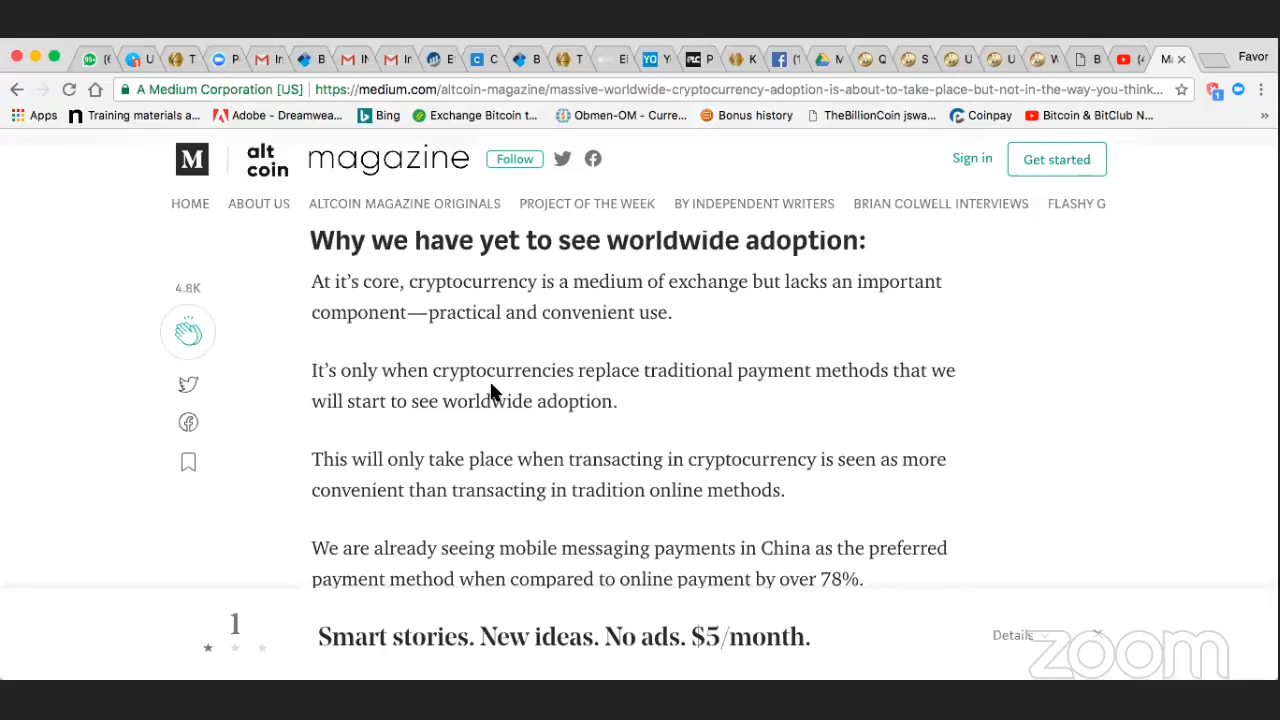 Favor
A Medium Corporation [US] | https://medium.com/altcoin-magazine/massive-worldwide-cryptocurrency-adoption-is-about-to-take-place-but-not-in-the-way-you-think...
Apps Training materials a... Adobe - Dreamwea... Bing Exchange Bitcoin t... Obmen-OM - Curre... Bonus history TheBillionCoin jswa... Coinpay Bitcoin & BitClub N... »
M alt coin magazine Follow Sign in Get started
HOME ABOUT US ALTCOIN MAGAZINE ORIGINALS PROJECT OF THE WEEK BY INDEPENDENT WRITERS BRIAN COLWELL INTERVIEWS FLASHY G
Why we have yet to see worldwide adoption:
At it's core, cryptocurrency is a medium of exchange but lacks an important
4.8K
component—practical and convenient use.
It's only when cryptocurrencies replace traditional payment methods that we
will start to see worldwide adoption.
This will only take place when transacting in cryptocurrency is seen as more
convenient than transacting in tradition online methods.
We are already seeing mobile messaging payments in China as the preferred
payment method when compared to online payment by over 78%.
1
Smart stories. New ideas. No ads. $5/month.
Details
zoom